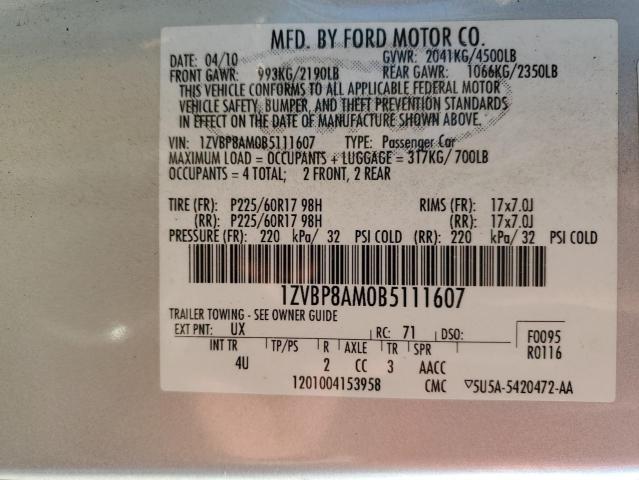 MFD. BY FORD MOTOR CO.
DATE: 04/10 GVWR: 2041KG/4500LB
FRONT GAWR: 993KG/2190LB REAR GAWR: 1066KG/2350LB
THIS VEHICLE CONFORMS TO ALL APPLICABLE FEDERAL MOTOR
VEHICLE SAFETY, BUMPER, AND THEFT PREVENTION STANDARDS
IN EFFECT ON THE DATE OF MANUFACTURE SHOWN ABOVE.
VIN: 1ZVBP8AM0B5111607 TYPE: Passenger Car
MAXIMUM LOAD = OCCUPANTS + LUGGAGE = 317KG/ 700LB
OCCUPANTS = 4 TOTAL; 2 FRONT, 2 REAR
TIRE (FR): P225/60R17 98H RIMS (FR): 17x7.0J
(RR): P225/60R17 98H (RR): 17x7.0J
PRESSURE (FR): 220 kPa/ 32 PSI COLD (RR): 220 kPa/ 32 PSI COLD
1ZVBP8AM0B5111607
TRAILER TOWING - SEE OWNER GUIDE
EXT PNT: UX RC: 71 DSO: F0095
INT TR TP/PS R AXLE TR SPR R0116
4U 2 CC 3 AACC
1201004153958 CMC ▽5U5A-5420472-AA